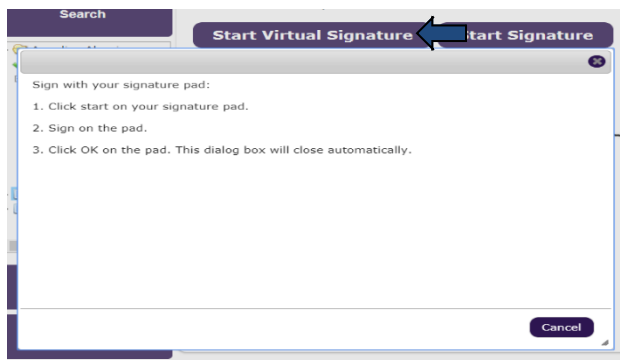 Search
Start Virtual Signature
Start Signature
Sign with your signature pad:
1. Click start on your signature pad.
2. Sign on the pad.
3. Click OK on the pad. This dialog box will close automatically.
Cancel